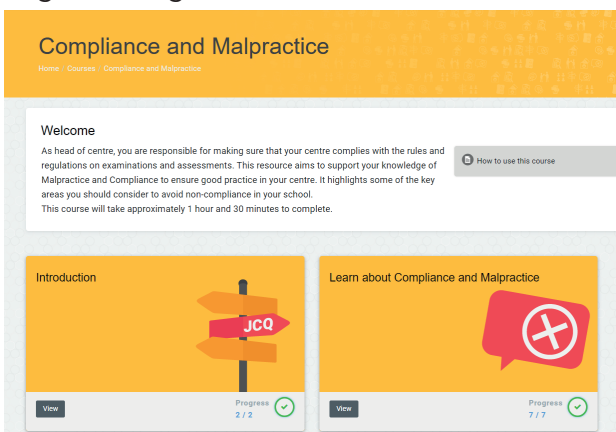 Compliance and Malpractice
Home / Courses / Compliance and Malpractice
Welcome
As head of centre, you are responsible for making sure that your centre complies with the rules and
regulations on examinations and assessments. This resource aims to support your knowledge of
Malpractice and Compliance to ensure good practice in your centre. It highlights some of the key
areas you should consider to avoid non-compliance in your school.
This course will take approximately 1 hour and 30 minutes to complete.
How to use this course
Introduction
JCQ
View
Progress
2 / 2
Learn about Compliance and Malpractice
View
Progress
7 / 7